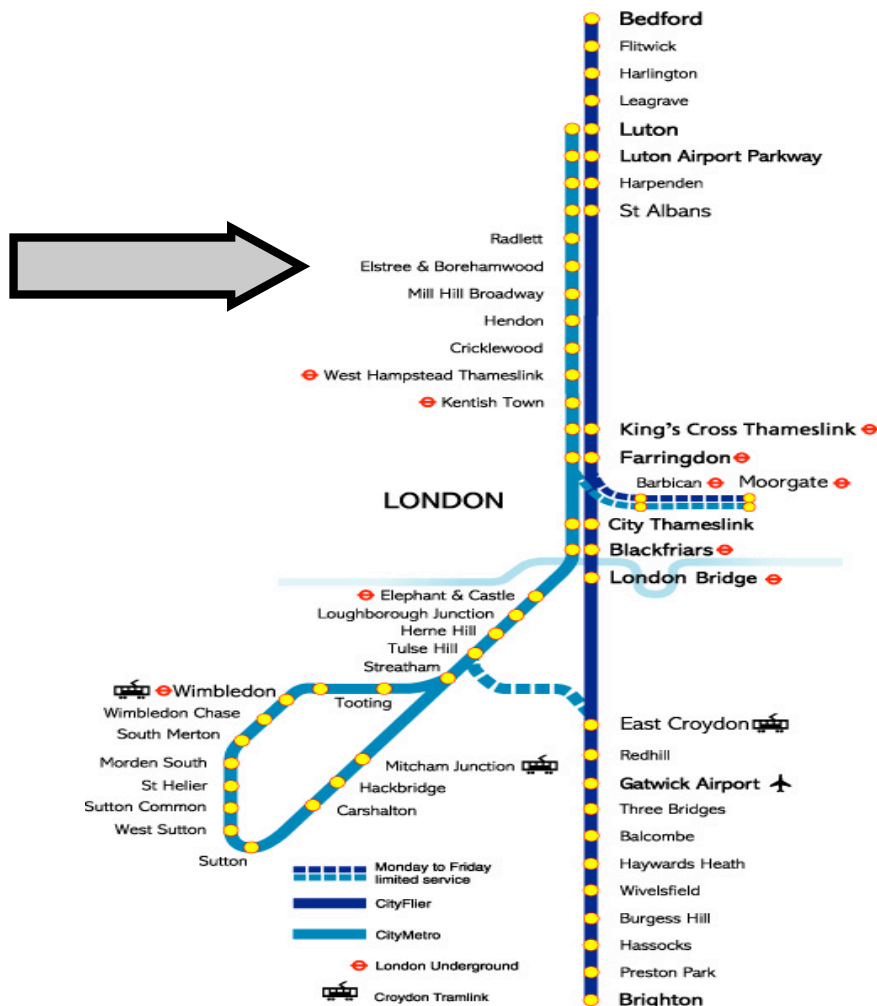 Bedford
Flitwick
Harlington
Leagrave
Luton
Luton Airport Parkway
Harpenden
St Albans
Radlett
Elstree & Borehamwood
Mill Hill Broadway
Hendon
Cricklewood
West Hampstead Thameslink
Kentish Town
King's Cross Thameslink
Farringdon
Barbican
Moorgate
LONDON
City Thameslink
Blackfriars
London Bridge
Elephant & Castle
Loughborough Junction
Herne Hill
Tulse Hill
Streatham
Wimbledon
Tooting
Wimbledon Chase
South Merton
Morden South
St Helier
Sutton Common
West Sutton
Sutton
Mitcham Junction
Hackbridge
Carshalton
East Croydon
Redhill
Gatwick Airport
Three Bridges
Balcombe
Haywards Heath
Wivelsfield
Burgess Hill
Hassocks
Preston Park
Brighton
Monday to Friday
limited service
CityFlier
CityMetro
London Underground
Croydon Tramlink